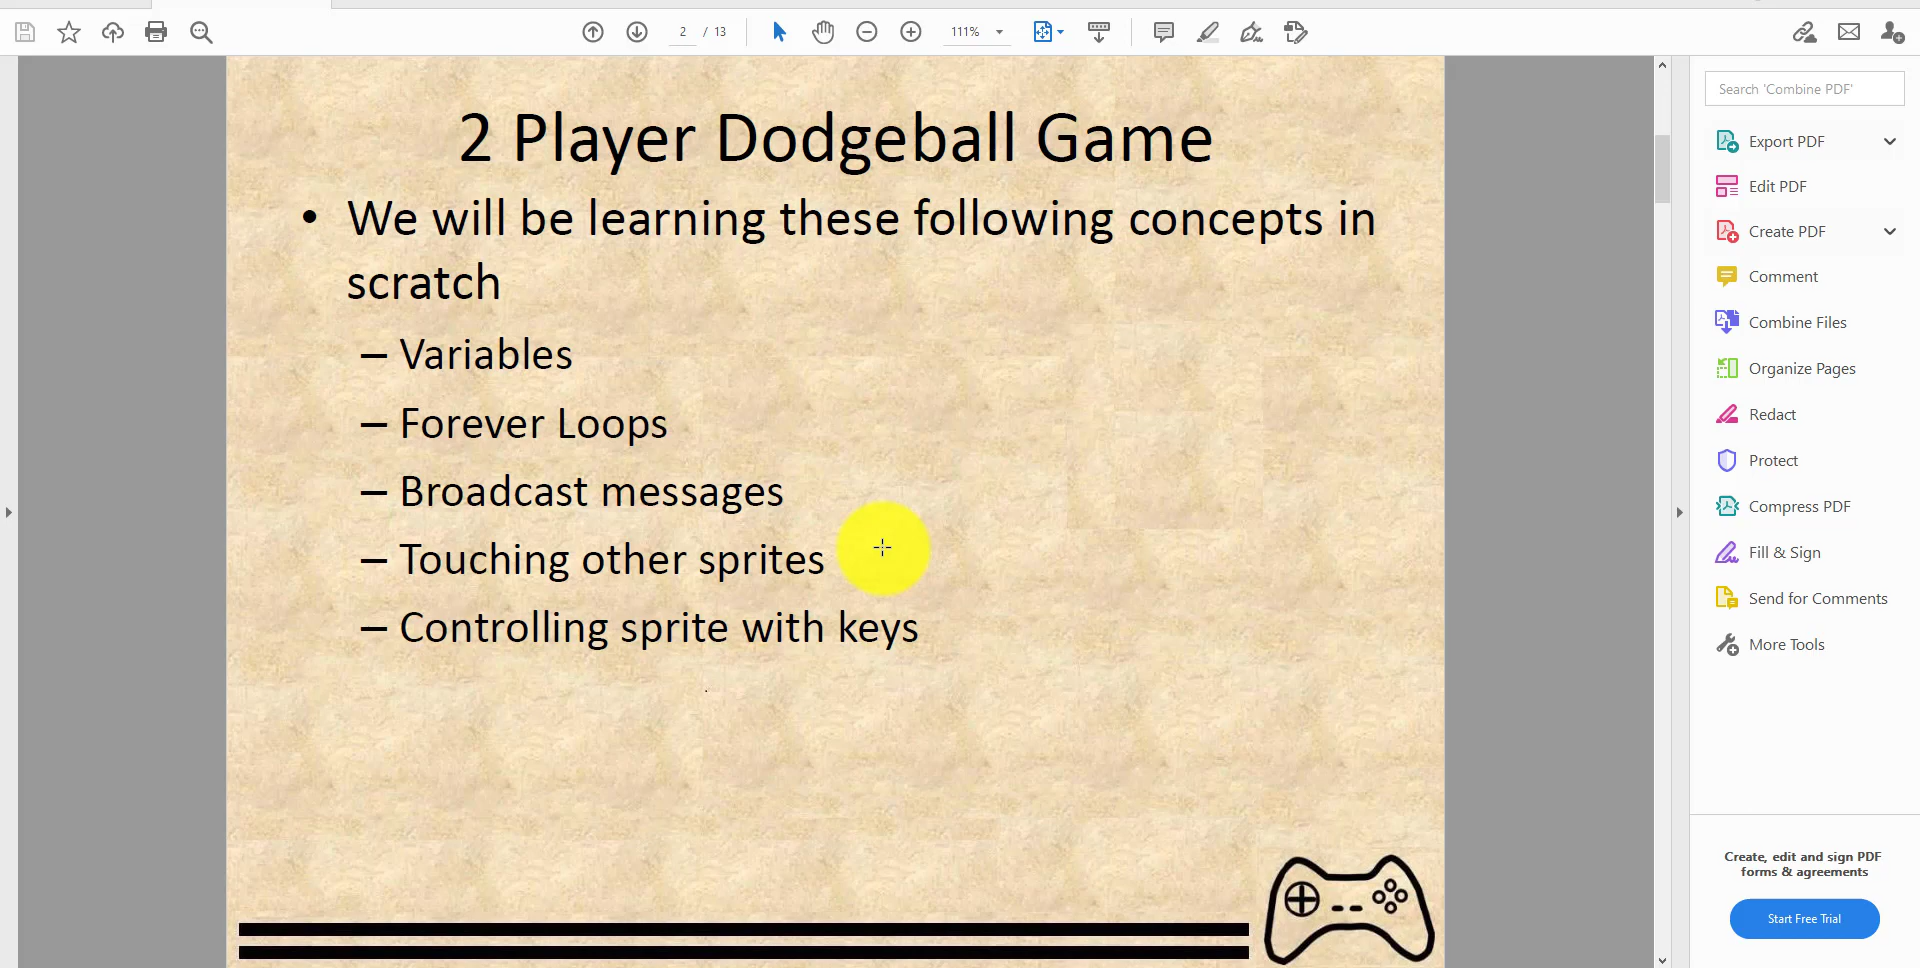 2 / 13
111%
2 Player Dodgeball Game
• We will be learning these following concepts in
scratch
– Variables
– Forever Loops
– Broadcast messages
– Touching other sprites
– Controlling sprite with keys
Search 'Combine PDF'
Export PDF
Edit PDF
Create PDF
Comment
Combine Files
Organize Pages
Redact
Protect
Compress PDF
Fill & Sign
Send for Comments
More Tools
Create, edit and sign PDF
forms & agreements
Start Free Trial